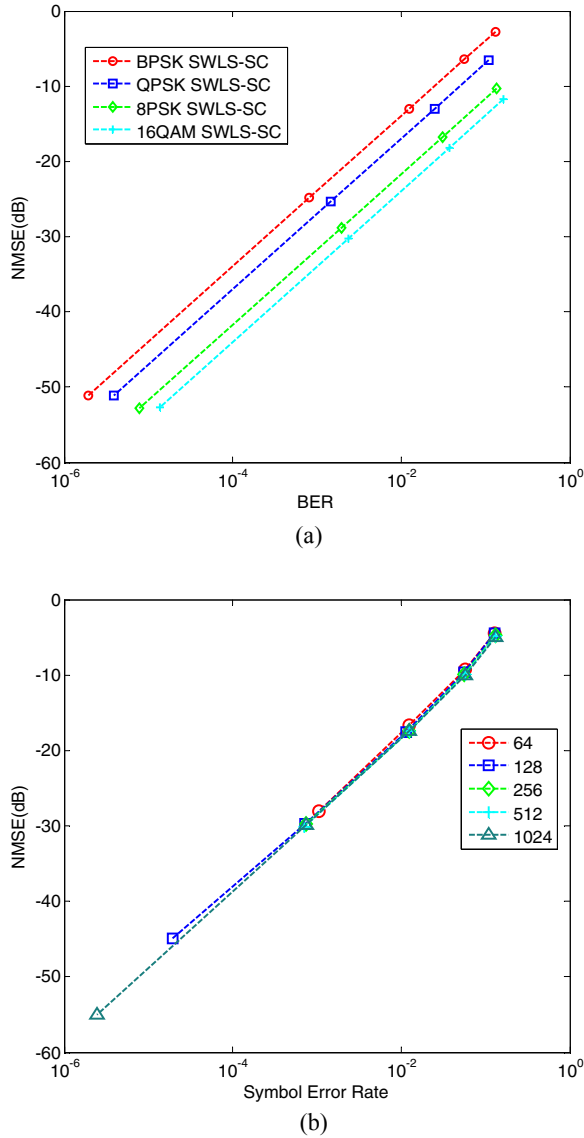 0
-10
-20
-30
-40
-50
-60
NMSE(dB)
BPSK SWLS-SC
QPSK SWLS-SC
8PSK SWLS-SC
16QAM SWLS-SC
10^-6
10^-4
10^-2
10^0
BER
(a)
0
-10
-20
-30
-40
-50
-60
NMSE(dB)
64
128
256
512
1024
10^-6
10^-4
10^-2
10^0
Symbol Error Rate
(b)